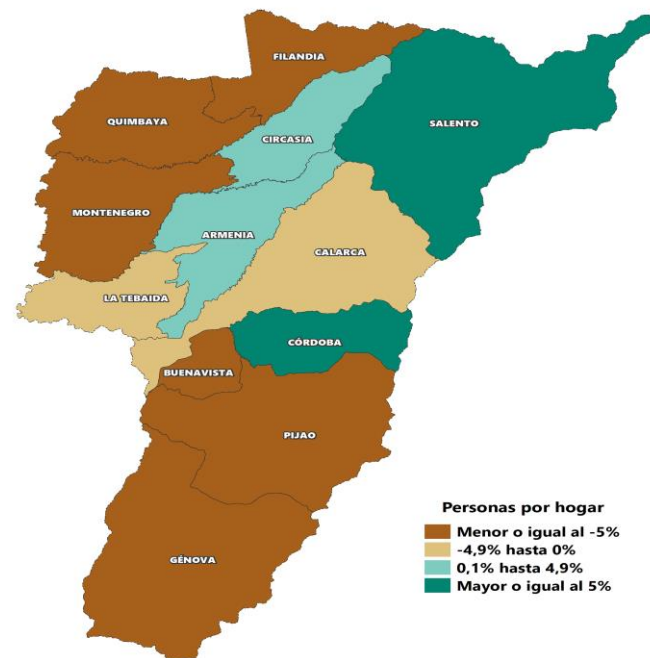 FILANDIA
QUIMBAYA
SALENTO
CIRCASIA
MONTENEGRO
ARMENIA
CALARCA
LA TEBAIDA
CÓRDOBA
BUENAVISTA
PIJAO
GÉNOVA
Personas por hogar
Menor o igual al -5%
-4,9% hasta 0%
0,1% hasta 4,9%
Mayor o igual al 5%